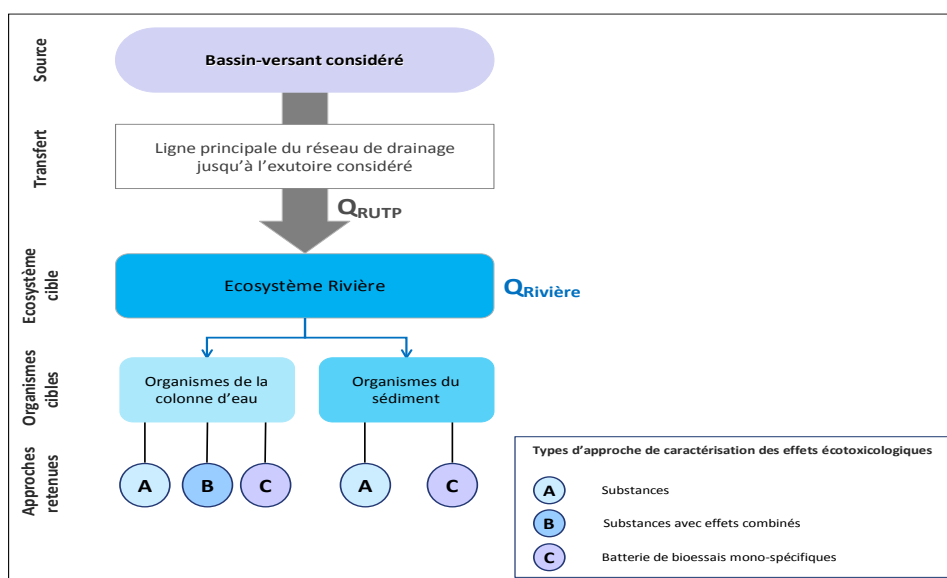 Source
Bassin-versant considéré
Transfert
Ligne principale du réseau de drainage
jusqu'à l'exutoire considéré
QRUTP
Ecosystème
cible
Ecosystème Rivière
QRivière
Organismes
cibles
Organismes de la
colonne d'eau
Organismes du
sédiment
Approches
retenues
A
B
C
A
C
Types d'approche de caractérisation des effets écotoxicologiques
A Substances
B Substances avec effets combinés
C Batterie de bioessais mono-spécifiques